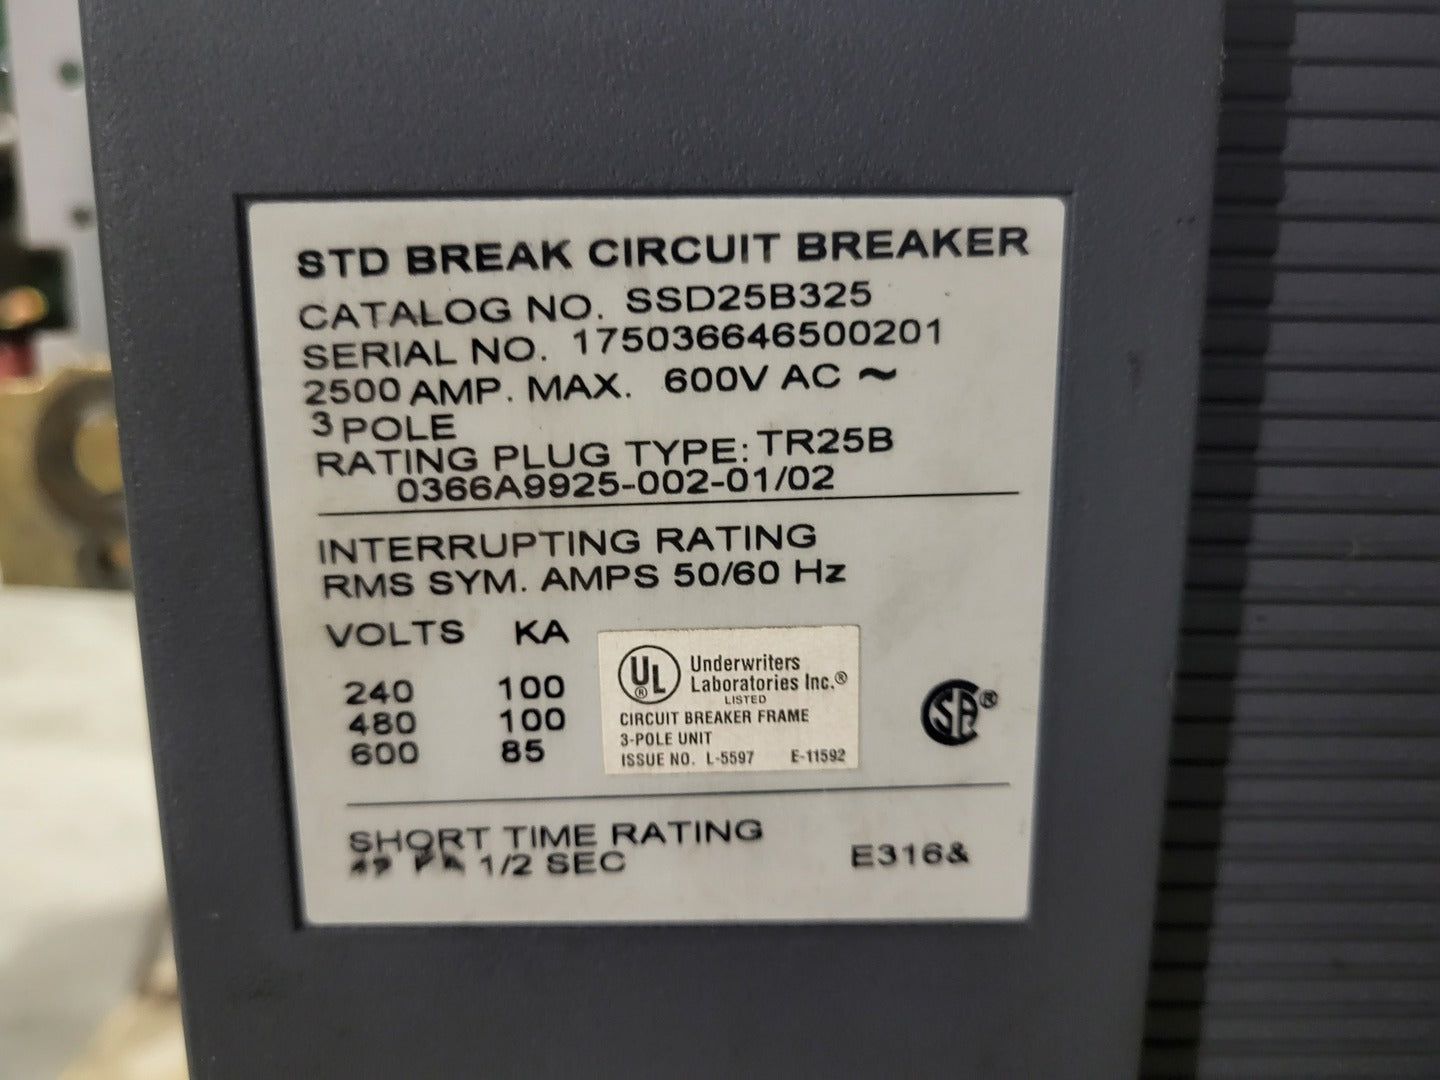 STD BREAK CIRCUIT BREAKER
CATALOG NO. SSD25B325
SERIAL NO. 175036646500201
2500 AMP. MAX. 600V AC ~
3 POLE
RATING PLUG TYPE: TR25B
0366A9925-002-01/02
INTERRUPTING RATING
RMS SYM. AMPS 50/60 Hz
VOLTS KA
240 100
480 100
600 85
UL ®
Underwriters
Laboratories Inc.®
LISTED
CIRCUIT BREAKER FRAME
3-POLE UNIT
ISSUE NO. L-5597 E-11592
SA ®
SHORT TIME RATING
1/2 SEC E316&